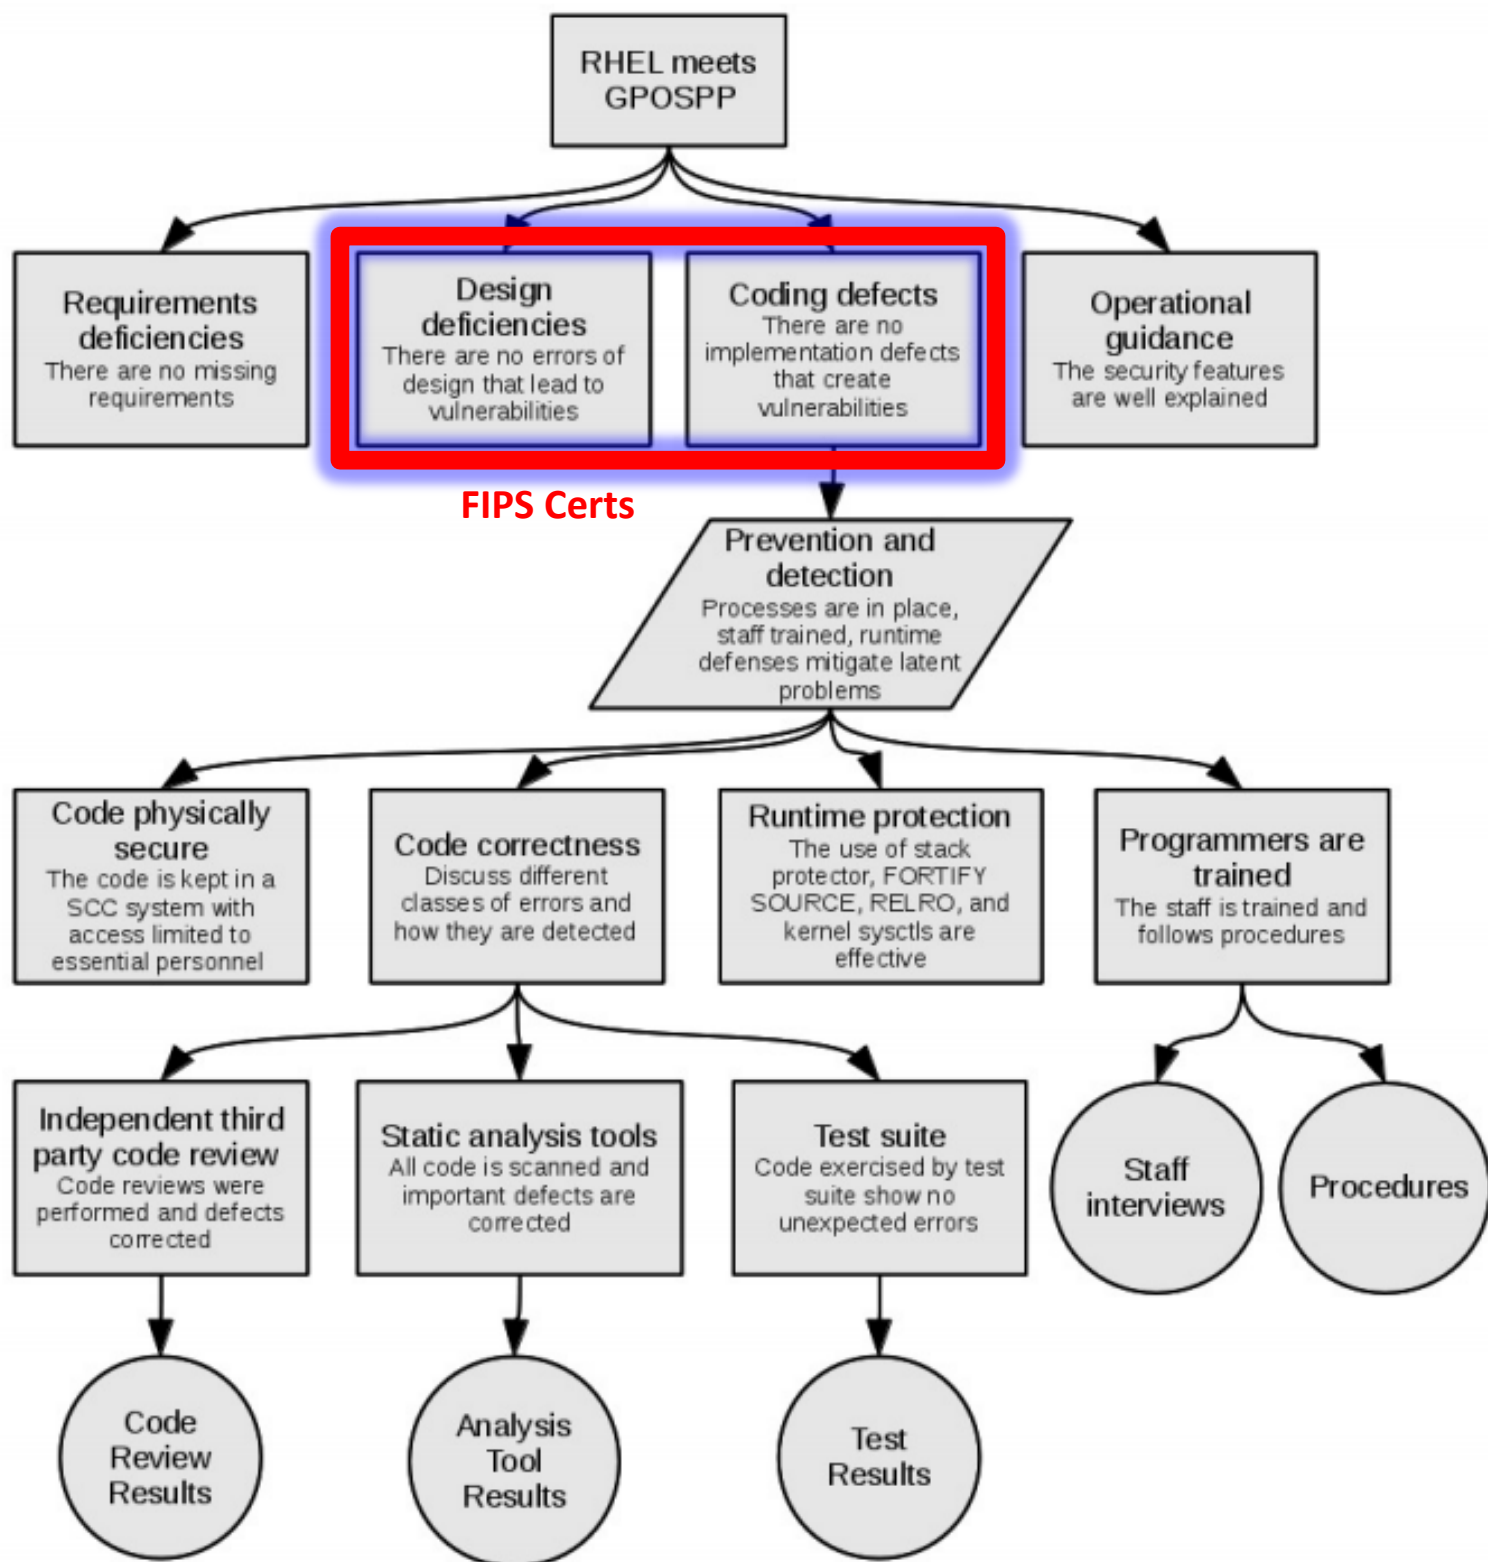 RHEL meets
GPOSPP
Requirements
deficiencies
There are no missing
requirements
Design
deficiencies
There are no errors of
design that lead to
vulnerabilities
Coding defects
There are no
implementation defects
that create
vulnerabilities
Operational
guidance
The security features
are well explained
FIPS Certs
Prevention and
detection
Processes are in place,
staff trained, runtime
defenses mitigate latent
problems
Code physically
secure
The code is kept in a
SCC system with
access limited to
essential personnel
Code correctness
Discuss different
classes of errors and
how they are detected
Runtime protection
The use of stack
protector, FORTIFY
SOURCE, RELRO, and
kernel sysctls are
effective
Programmers are
trained
The staff is trained and
follows procedures
Independent third
party code review
Code reviews were
performed and defects
corrected
Static analysis tools
All code is scanned and
important defects are
corrected
Test suite
Code exercised by test
suite show no
unexpected errors
Staff
interviews
Procedures
Code
Review
Results
Analysis
Tool
Results
Test
Results